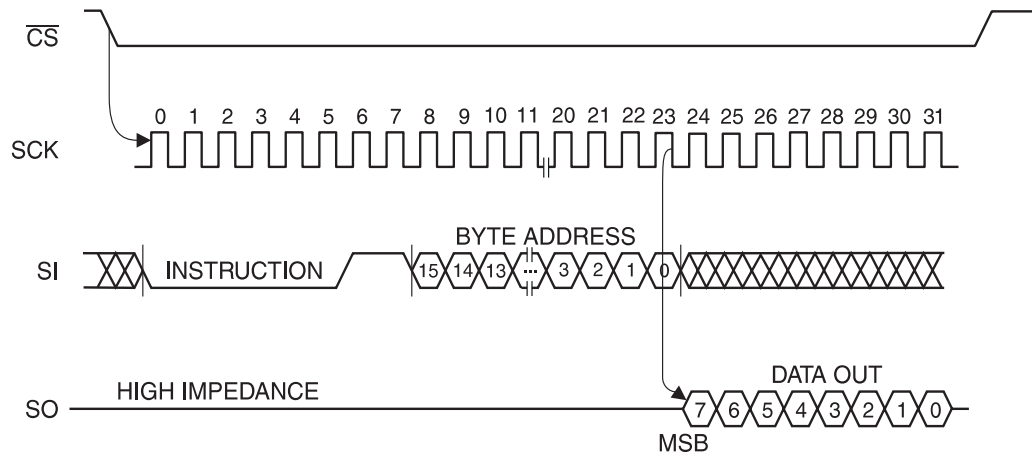 CS
0 1 2 3 4 5 6 7 8 9 10 11 20 21 22 23 24 25 26 27 28 29 30 31
SCK
BYTE ADDRESS
SI INSTRUCTION 15 14 13 ... 3 2 1 0
HIGH IMPEDANCE DATA OUT
SO 7 6 5 4 3 2 1 0
MSB